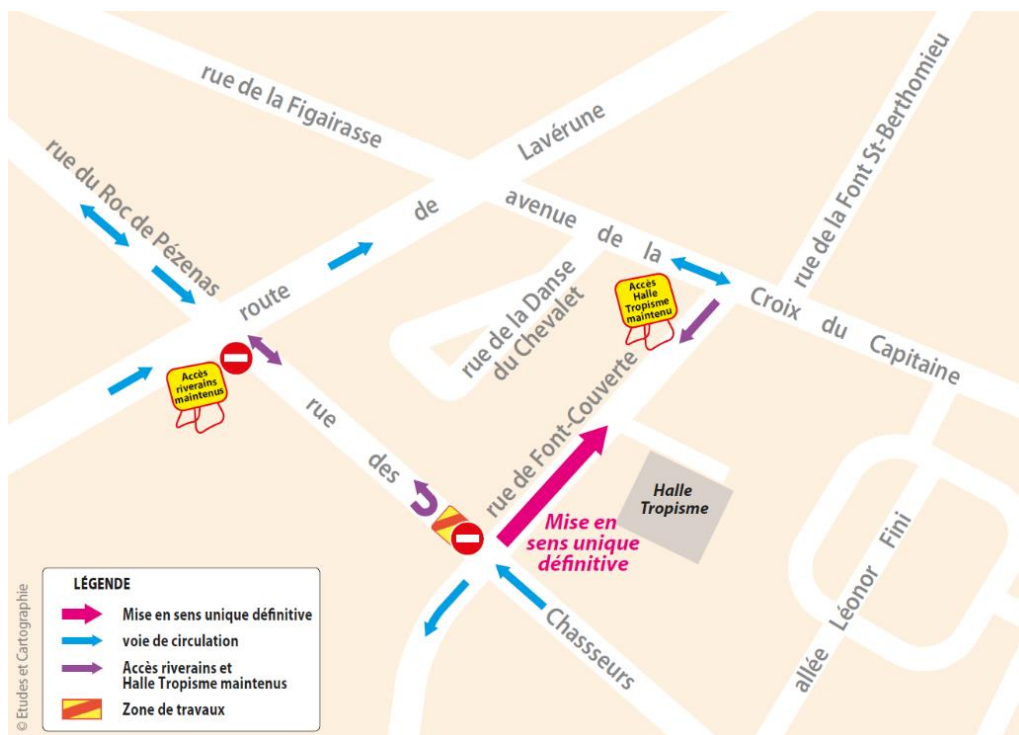 rue de la Figairasse
rue de la Font St-Berthomieu
Lavérune
de
route
rue du Roc de Pézenas
avenue de la
Croix du Capitaine
rue de la Danse
du Chevalet
Accès
Halle
Tropisme
maintenu
Accès
riverains
maintenus
rue des
Chassseurs
rue de Font-Couverte
Halle
Tropisme
Mise en
sens unique
définitive
allée Léonor Fini
LÉGENDE
Mise en sens unique définitive
voie de circulation
Accès riverains et
Halle Tropisme maintenus
Zone de travaux
© Etudes et Cartographie